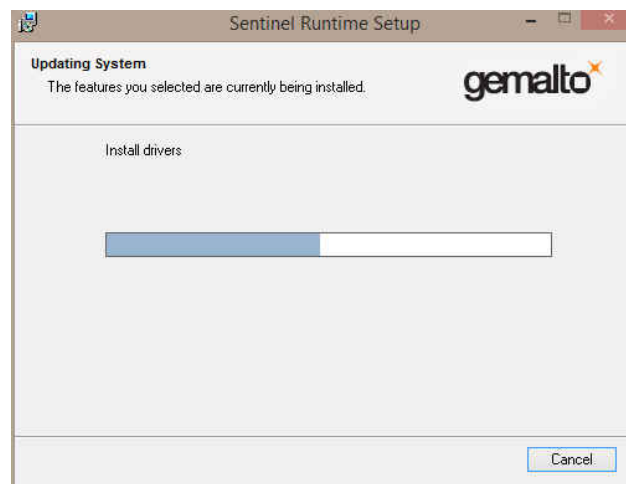 Sentinel Runtime Setup
Updating System
The features you selected are currently being installed.
gemalto
Install drivers
Cancel